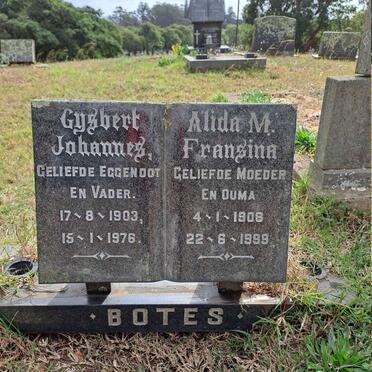 Gysbert
Johannes,
GELIEFDE EGGENOOT
EN VADER.
17-8-1903,
15-1-1976.
Alida M.
Fransina
GELIEFDE MOEDER
EN OUMA
4-1-1906
22-6-1999.
BOTES